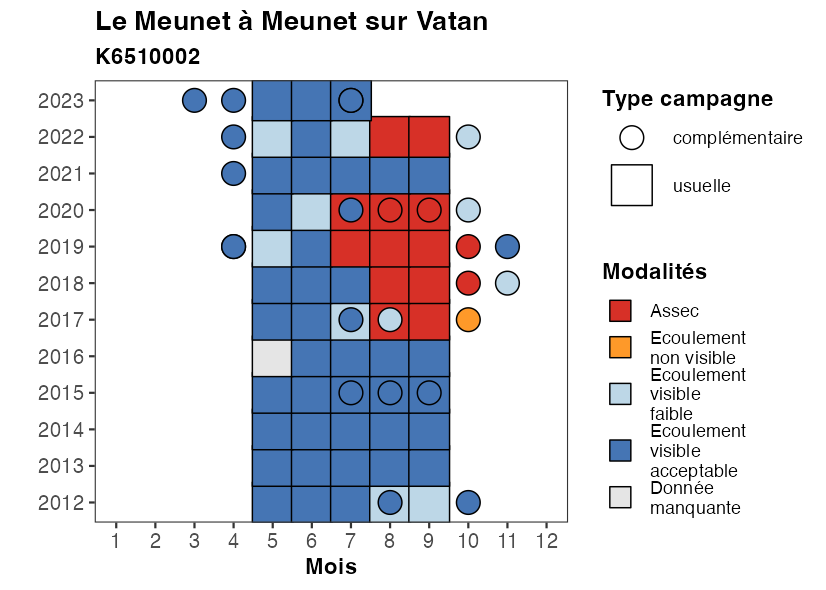 Le Meunet à Meunet sur Vatan
K6510002
2023
2022
2021
2020
2019
2018
2017
2016
2015
2014
2013
2012
1 2 3 4 5 6 7 8 9 10 11 12
Mois
Type campagne
complémentaire
usuelle
Modalités
Assec
Ecoulement
non visible
Ecoulement
visible
faible
Ecoulement
visible
acceptable
Donnée
manquante